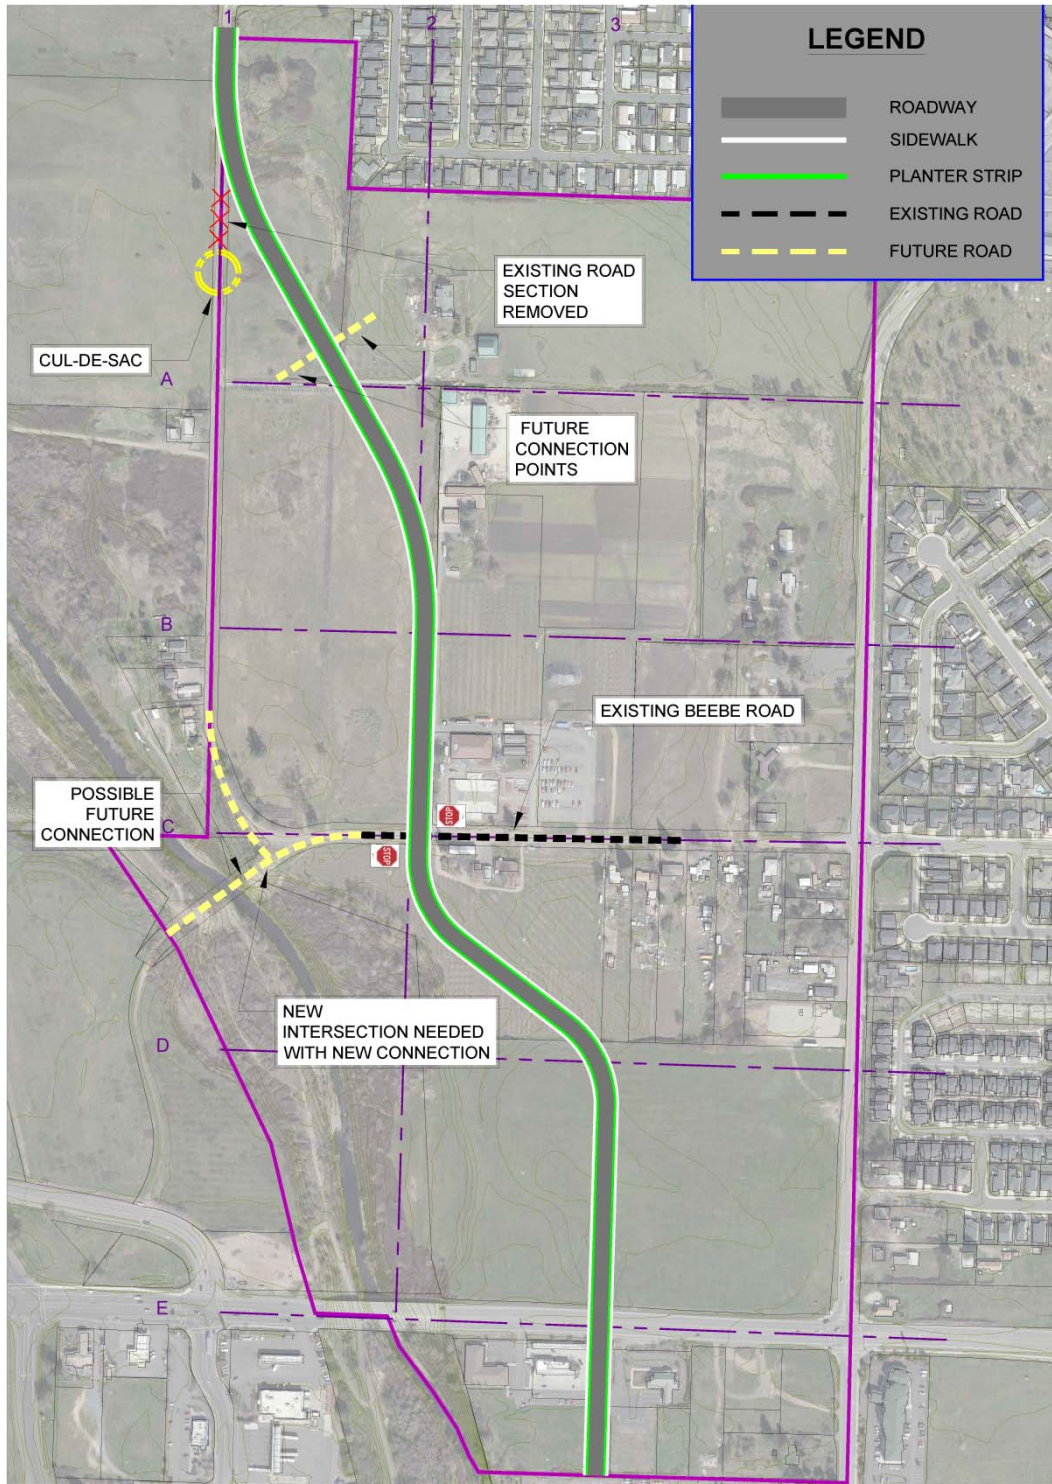 1
2
3
LEGEND
ROADWAY
SIDEWALK
PLANTER STRIP
EXISTING ROAD
FUTURE ROAD
EXISTING ROAD
SECTION
REMOVED
CUL-DE-SAC
A
FUTURE
CONNECTION
POINTS
B
EXISTING BEEBE ROAD
POSSIBLE
FUTURE
CONNECTION
C
STOP
STOP
NEW
INTERSECTION NEEDED
WITH NEW CONNECTION
D
E